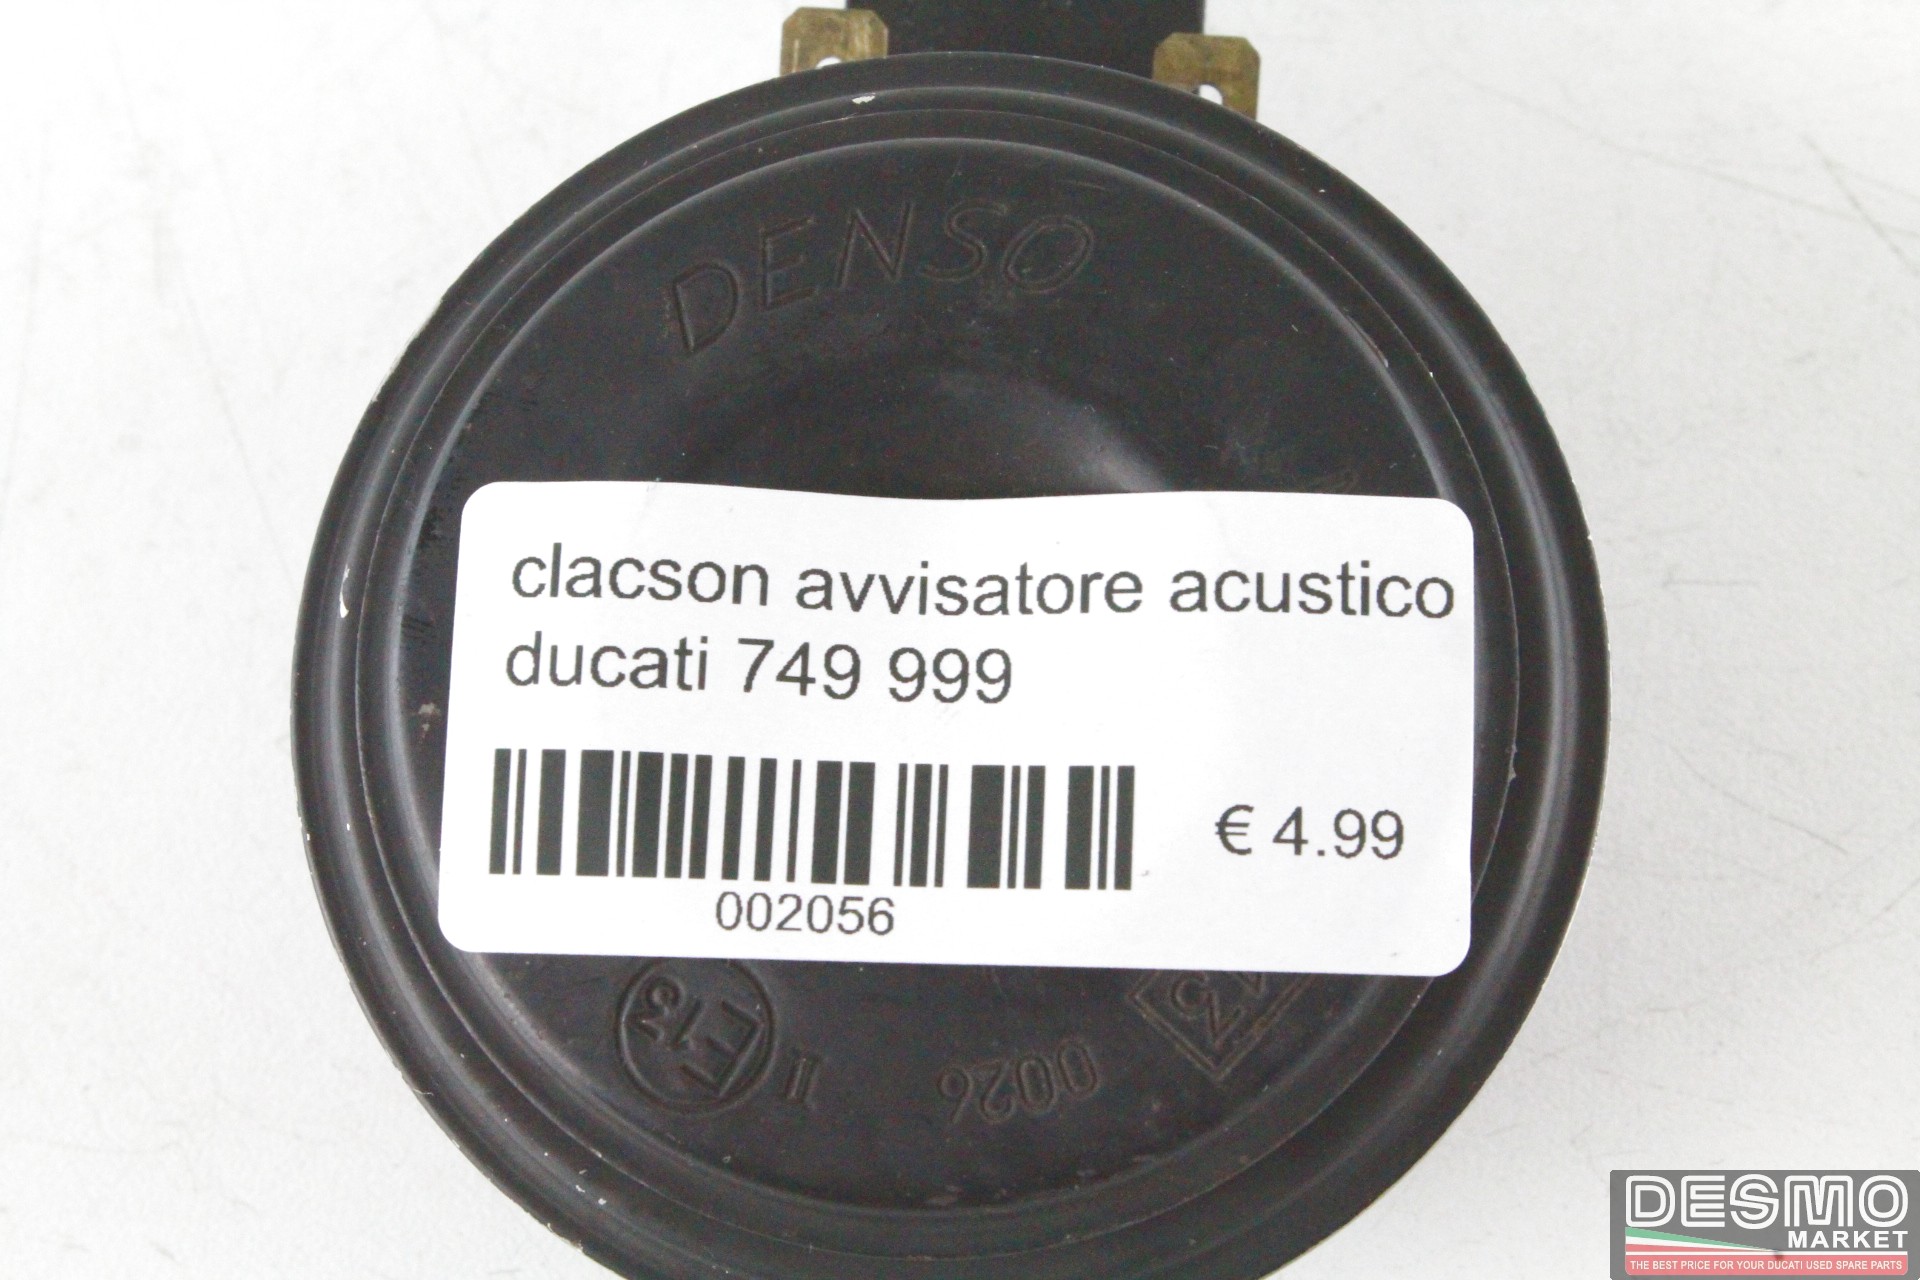 DENSO
clacson avvisatore acustico
ducati 749 999
€ 4.99
002056
E13
II
0026
DESMO
MARKET
THE BEST PRICE FOR YOUR DUCATI USED SPARE PARTS